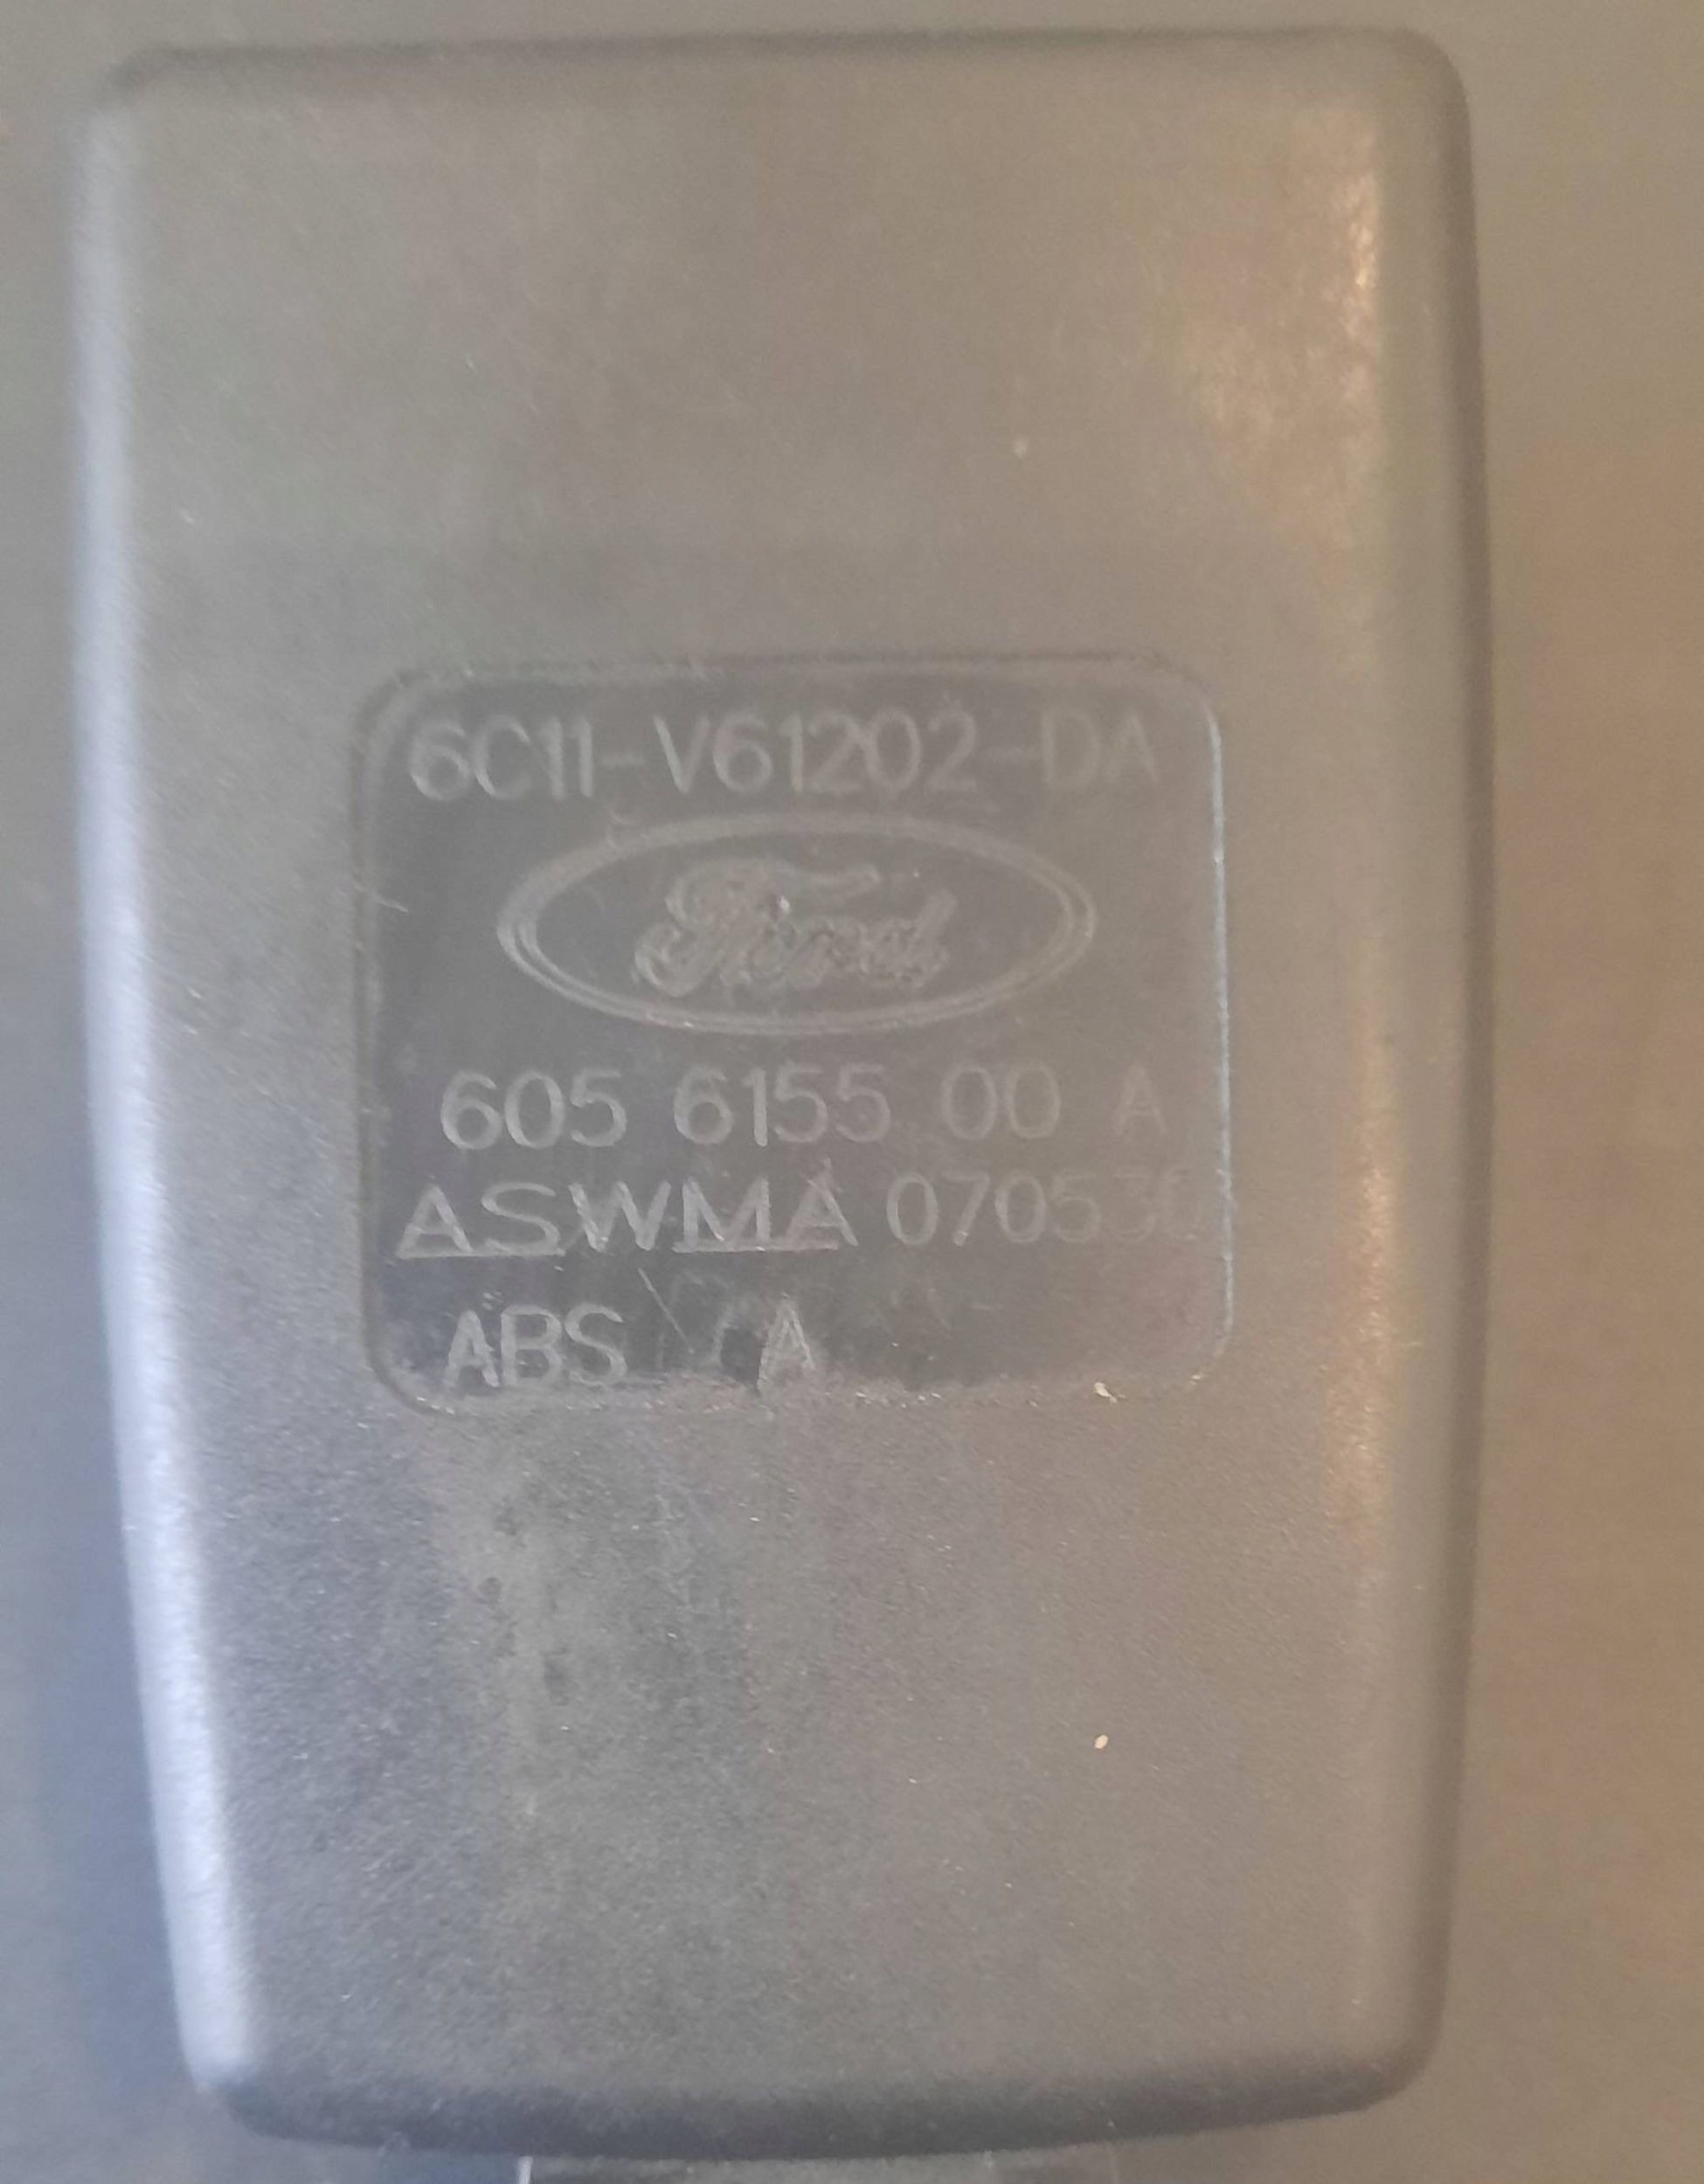 6C11-V61202-DA
Ford
605 6155 00 A
ASWMA 070530
ABS A